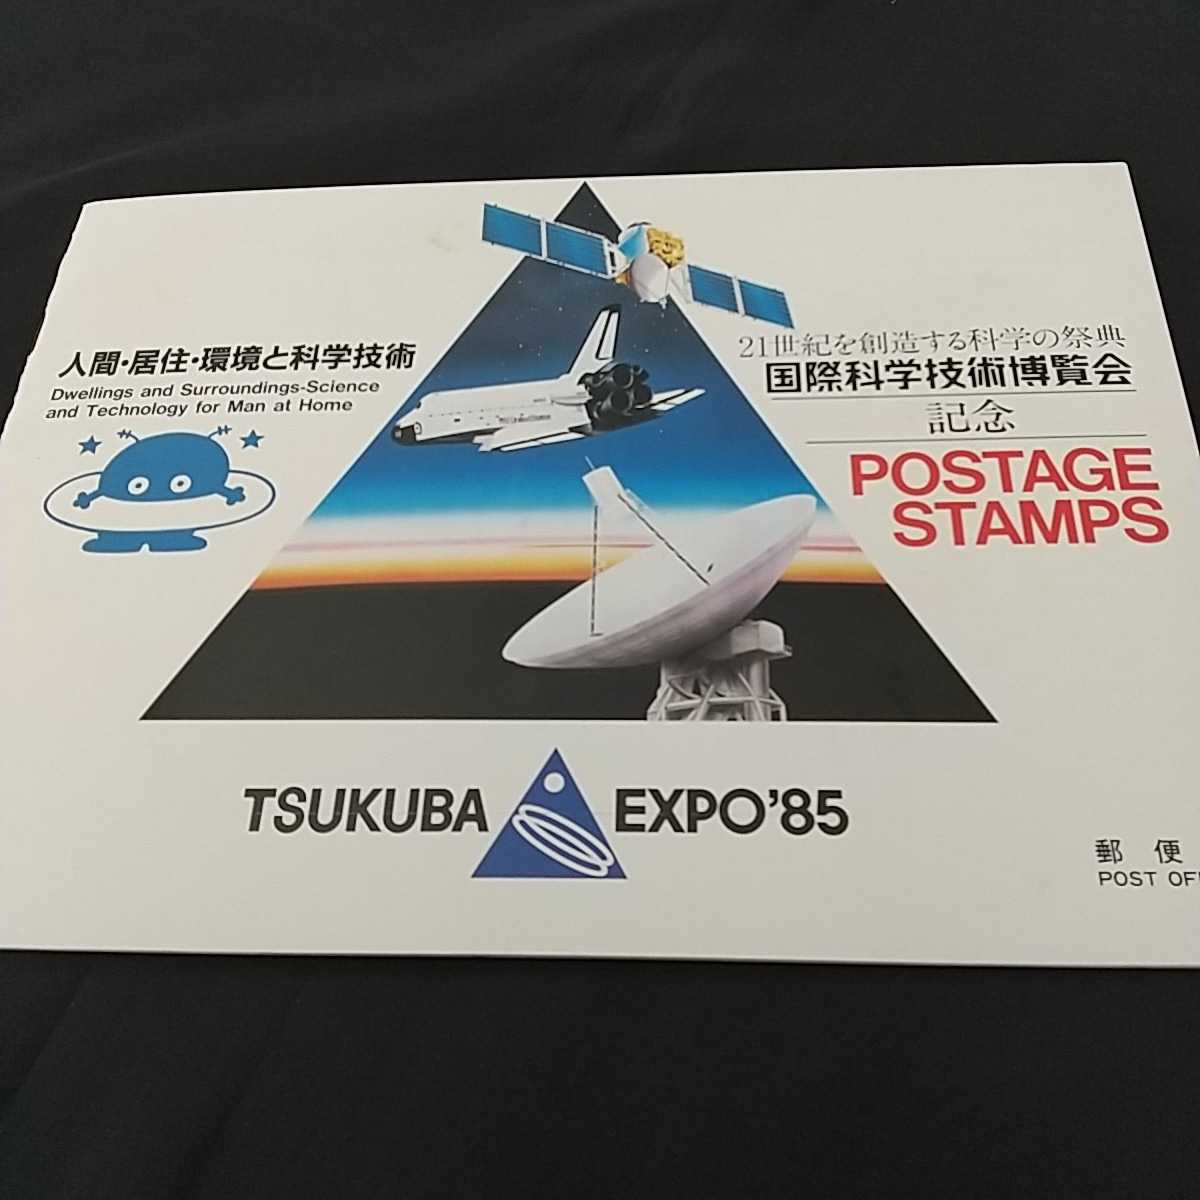 人間・居住・環境と科学技術
Dwellings and Surroundings-Science
and Technology for Man at Home
21世紀を創造する科学の祭典
国際科学技術博覧会
記念
POSTAGE
STAMPS
TSUKUBA EXPO'85
郵便
POST OF